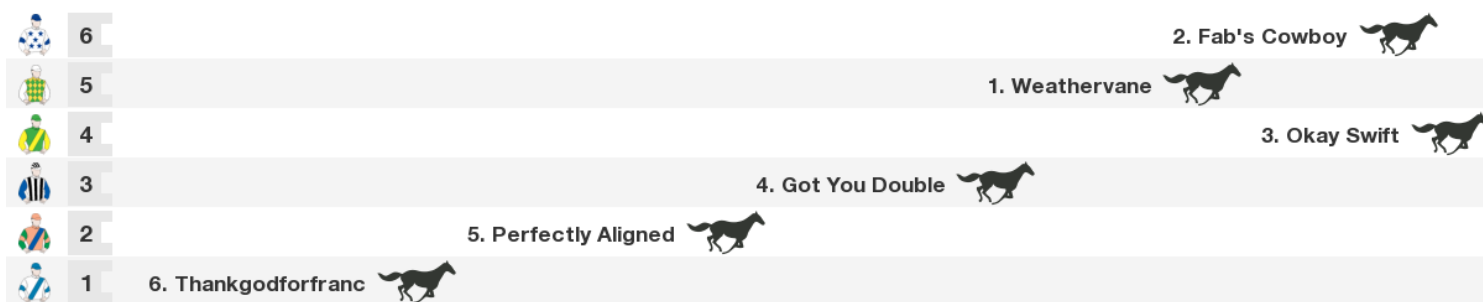 6 2. Fab's Cowboy
5 1. Weathervane
4 3. Okay Swift
3 4. Got You Double
2 5. Perfectly Aligned
1 6. Thankgodforfranc